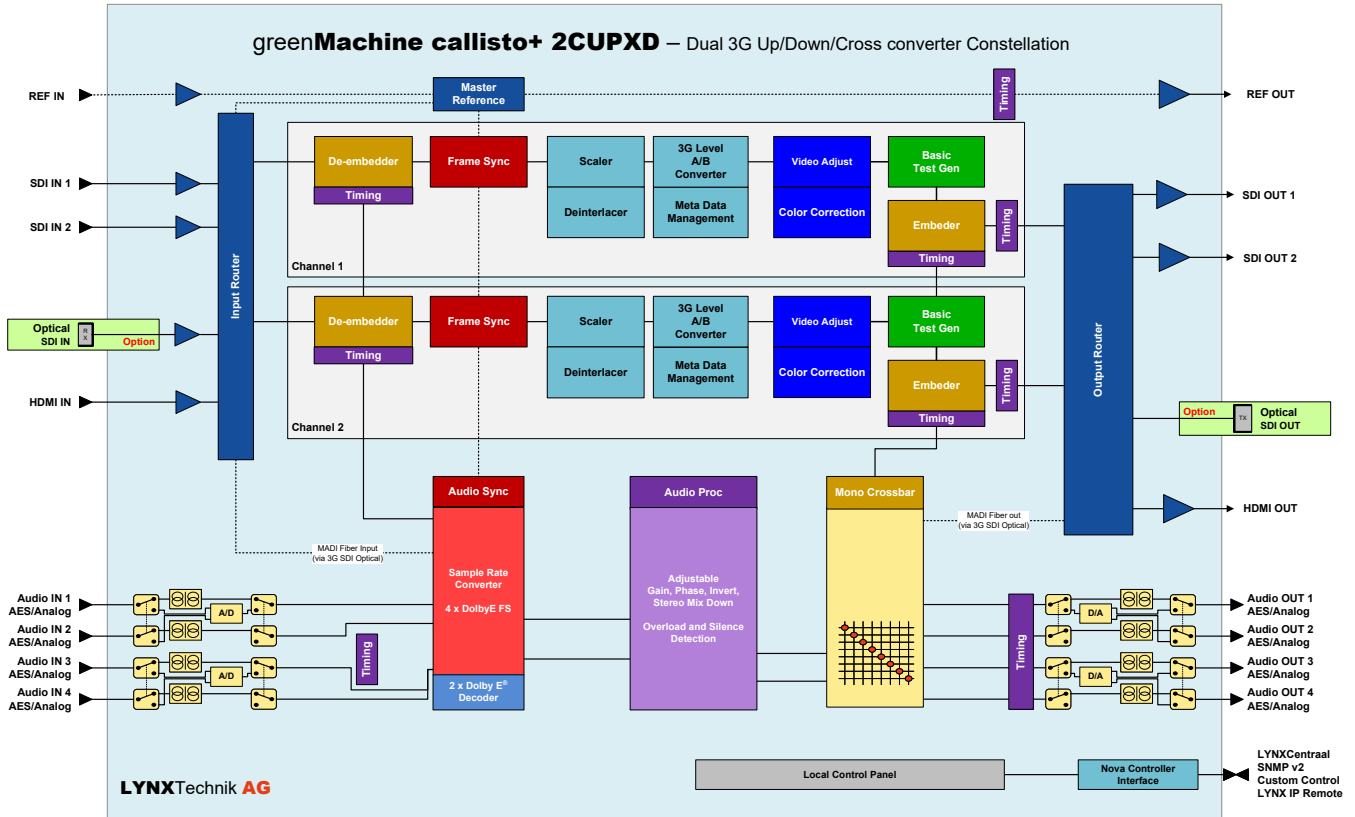 greenMachine callisto+ 2CUPXD – Dual 3G Up/Down/Cross converter Constellation
REF IN
Master
Reference
Timing
REF OUT
SDI IN 1
SDI IN 2
Optical
SDI IN
R
X
Option
HDMI IN
Input Router
De-embedder
Timing
Frame Sync
Scaler
Deinterlacer
3G Level
A/B
Converter
Meta Data
Management
Video Adjust
Color Correction
Basic
Test Gen
Embeder
Timing
Timing
Channel 1
De-embedder
Timing
Frame Sync
Scaler
Deinterlacer
3G Level
A/B
Converter
Meta Data
Management
Video Adjust
Color Correction
Basic
Test Gen
Embeder
Timing
Timing
Channel 2
Output Router
SDI OUT 1
SDI OUT 2
Option
TX
Optical
SDI OUT
HDMI OUT
MADI Fiber Input
(via 3G SDI Optical)
Audio Sync
Sample Rate
Converter
4 x DolbyE FS
2 x Dolby E®
Decoder
Audio Proc
Adjustable
Gain, Phase, Invert,
Stereo Mix Down
Overload and Silence
Detection
Mono Crossbar
MADI Fiber out
(via 3G SDI Optical)
Audio IN 1
AES/Analog
Audio IN 2
AES/Analog
Audio IN 3
AES/Analog
Audio IN 4
AES/Analog
A/D
A/D
Timing
Timing
D/A
D/A
Audio OUT 1
AES/Analog
Audio OUT 2
AES/Analog
Audio OUT 3
AES/Analog
Audio OUT 4
AES/Analog
LYNXTechnik AG
Local Control Panel
Nova Controller
Interface
LYNXCentraal
SNMP v2
Custom Control
LYNX IP Remote